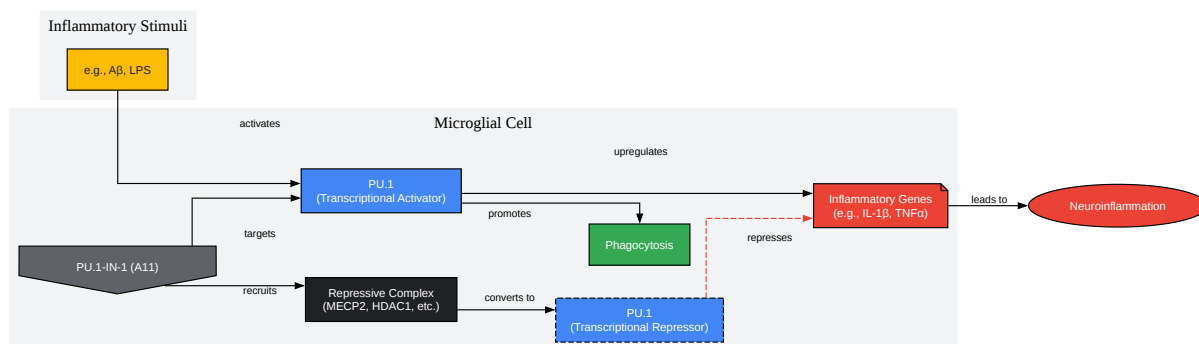 Inflammatory Stimuli
e.g., Aβ, LPS
activates
Microglial Cell
upregulates
PU.1
(Transcriptional Activator)
promotes
Inflammatory Genes
(e.g., IL-1β, TNFα)
leads to
Neuroinflammation
targets
Phagocytosis
represses
PU.1-IN-1 (A11)
recruits
Repressive Complex
(MECP2, HDAC1, etc.)
converts to
PU.1
(Transcriptional Repressor)